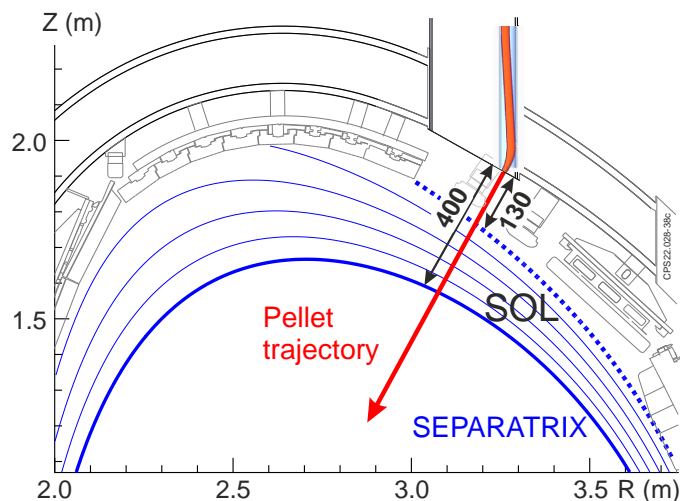 Z (m)
2.0
1.5
400
130
CPS22.028-38c
SOL
Pellet
trajectory
SEPARATRIX
2.0
2.5
3.0
3.5
R (m)